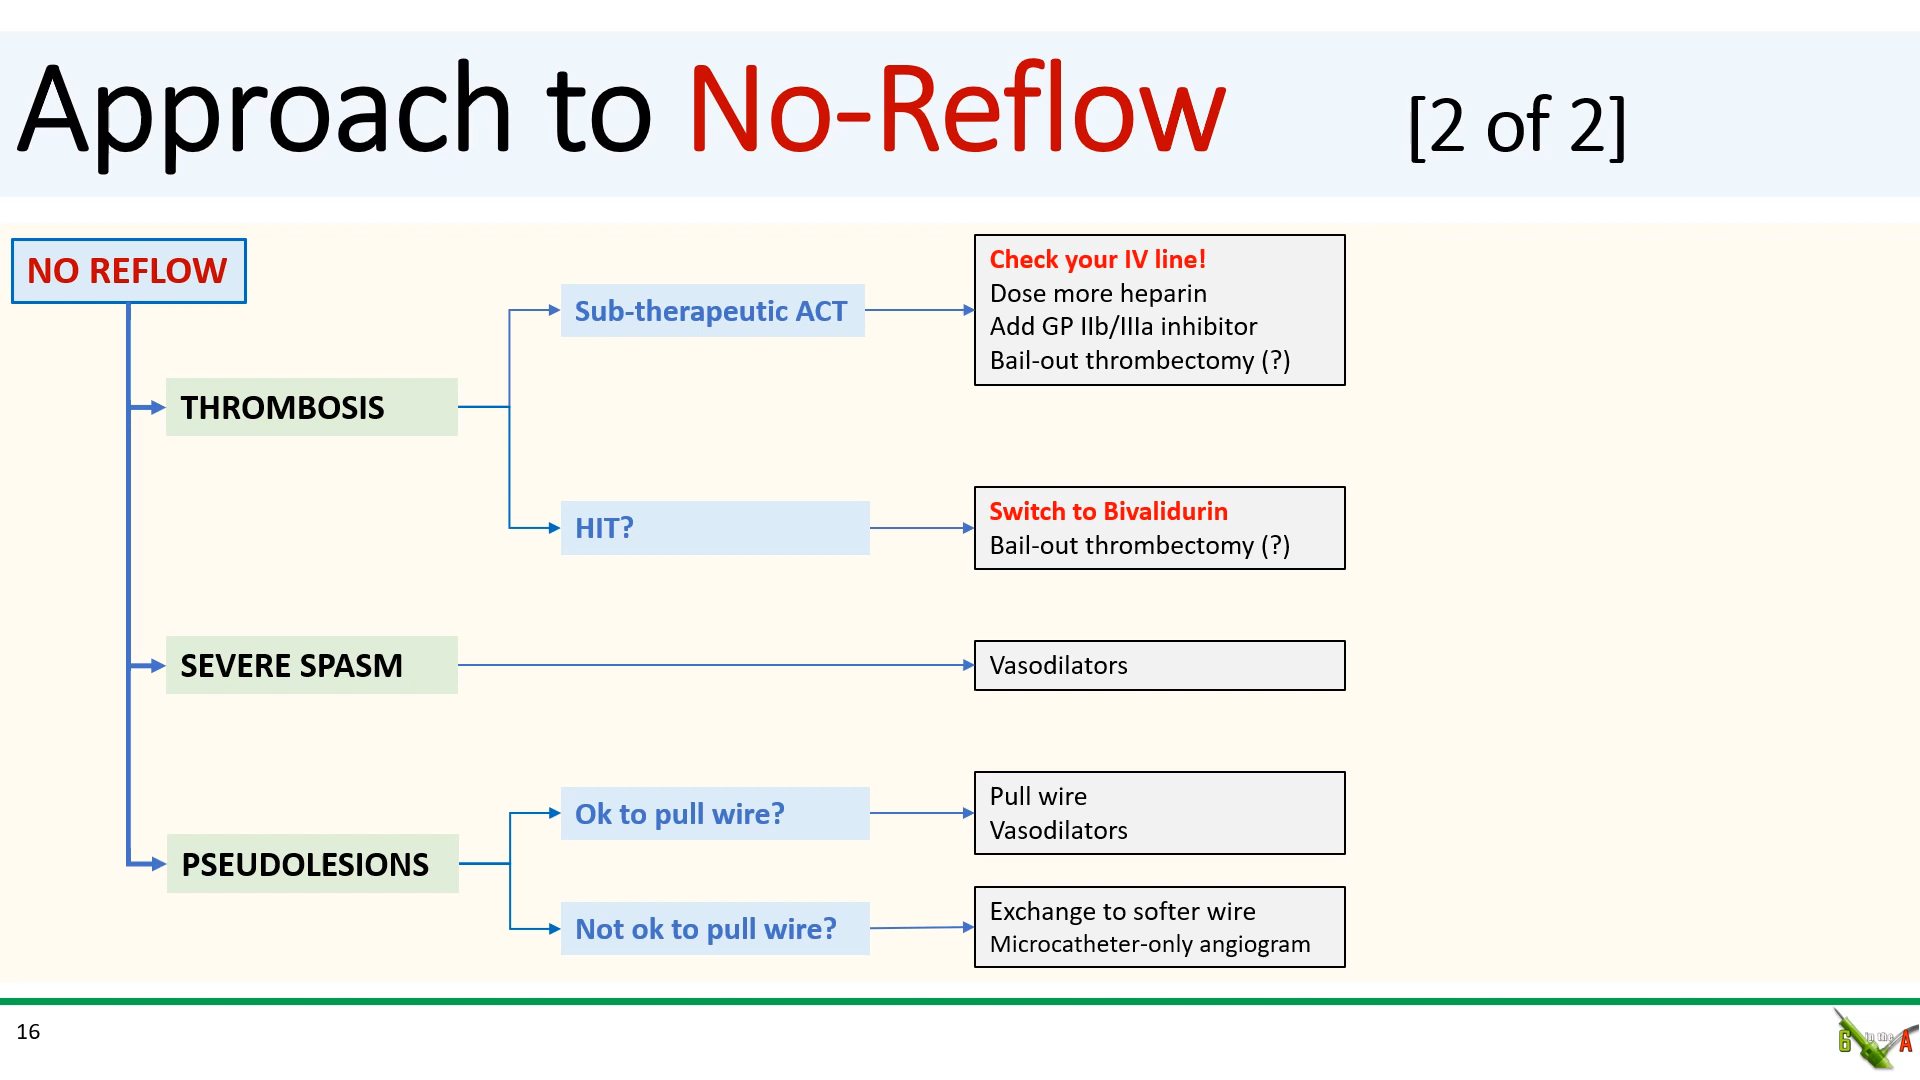 Approach to No-Reflow [2 of 2]
NO REFLOW
THROMBOSIS
Sub-therapeutic ACT
Check your IV line!
Dose more heparin
Add GP IIb/IIIa inhibitor
Bail-out thrombectomy (?)
HIT?
Switch to Bivalidurin
Bail-out thrombectomy (?)
SEVERE SPASM
Vasodilators
PSEUDOLESIONS
Ok to pull wire?
Pull wire
Vasodilators
Not ok to pull wire?
Exchange to softer wire
Microcatheter-only angiogram
16
6 in the A